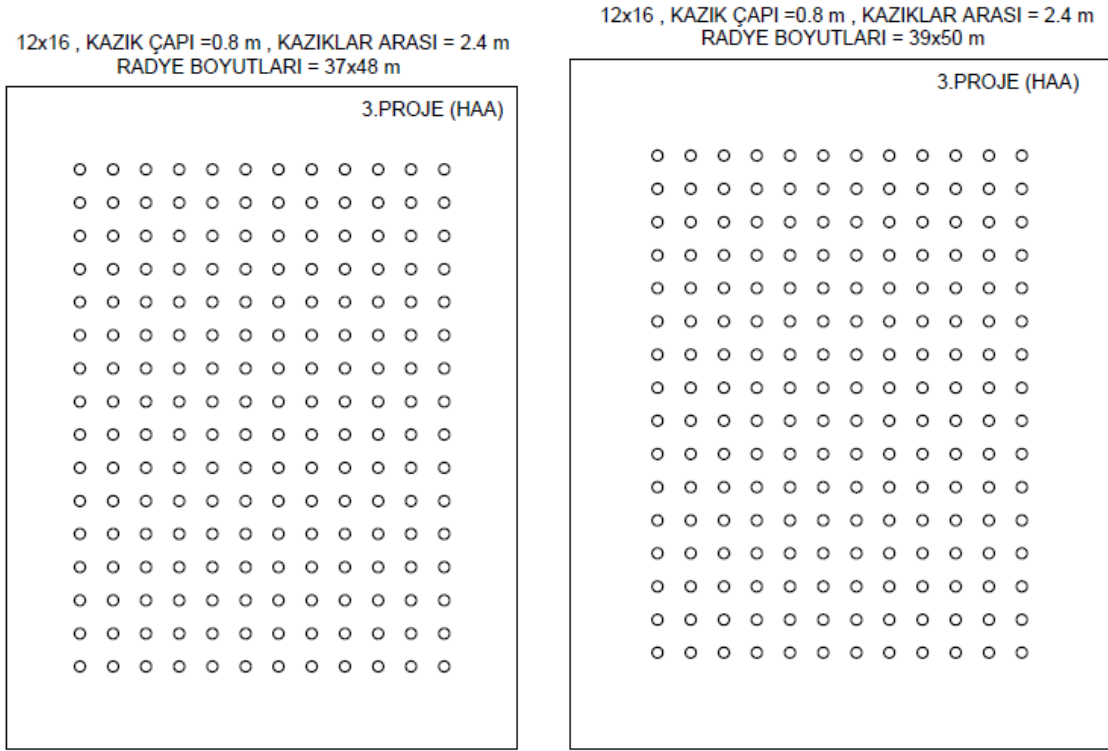 12x16 , KAZIK ÇAPI =0.8 m , KAZIKLAR ARASI = 2.4 m
RADYE BOYUTLARI = 37x48 m
3.PROJE (HAA)
12x16 , KAZIK ÇAPI =0.8 m , KAZIKLAR ARASI = 2.4 m
RADYE BOYUTLARI = 39x50 m
3.PROJE (HAA)